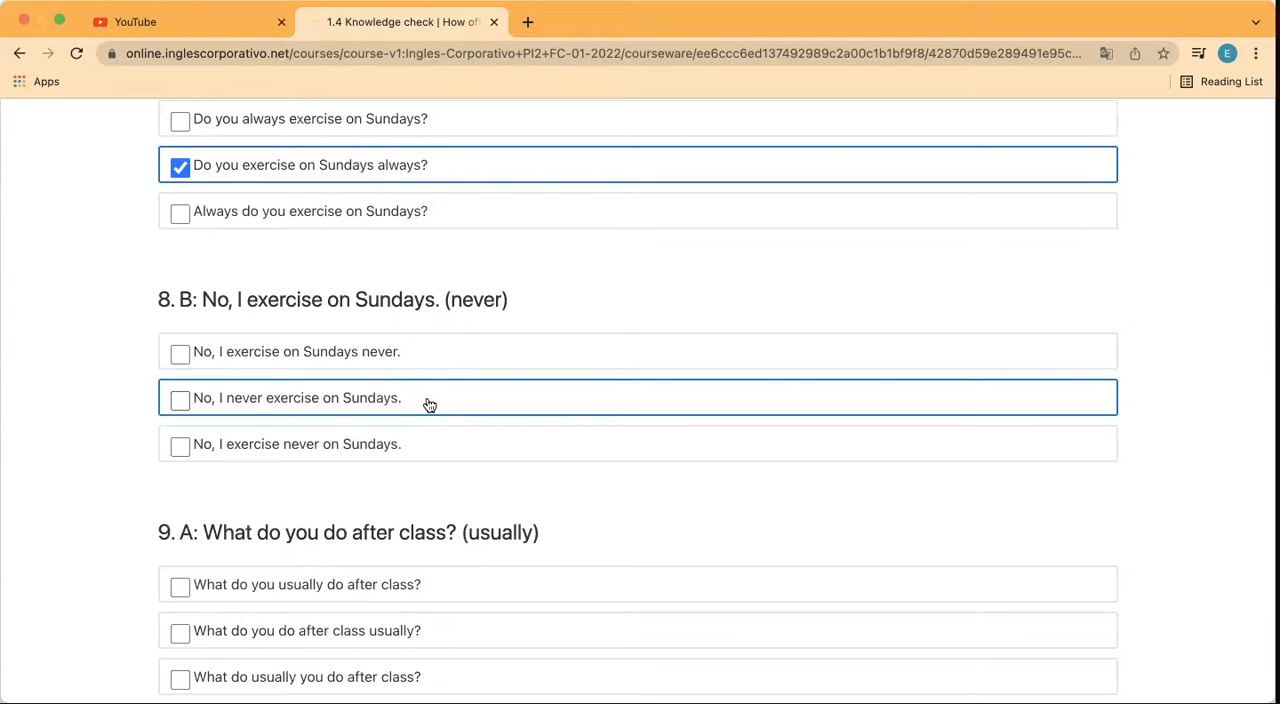 YouTube
1.4 Knowledge check | How of
online.inglescorporativo.net/courses/course-v1:Ingles-Corporativo+PI2+FC-01-2022/courseware/ee6ccc6ed137492989c2a00c1b1bf9f8/42870d59e289491e95c...
E
Apps
Reading List
Do you always exercise on Sundays?
Do you exercise on Sundays always?
Always do you exercise on Sundays?
8. B: No, I exercise on Sundays. (never)
No, I exercise on Sundays never.
No, I never exercise on Sundays.
No, I exercise never on Sundays.
9. A: What do you do after class? (usually)
What do you usually do after class?
What do you do after class usually?
What do usually you do after class?